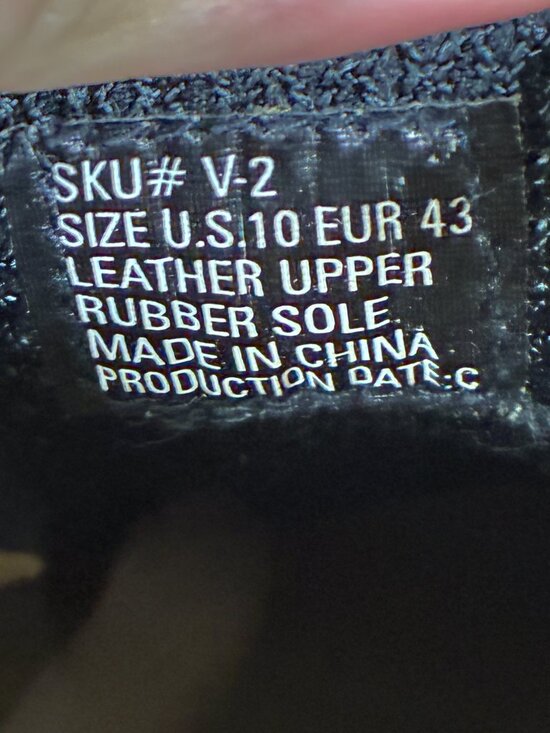 SKU# V-2
SIZE U.S.10 EUR 43
LEATHER UPPER
RUBBER SOLE
MADE IN CHINA
PRODUCTION DATE:C